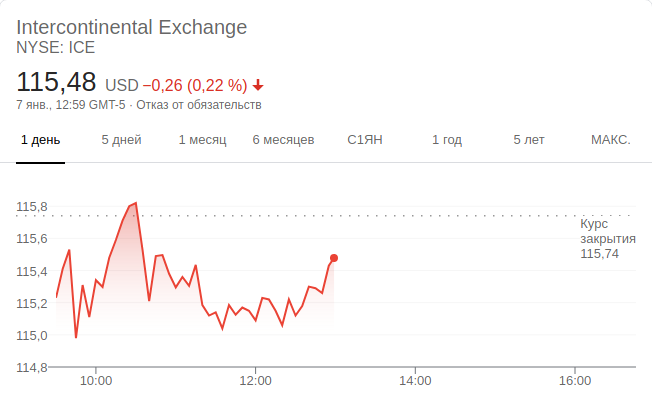 Intercontinental Exchange
NYSE: ICE
115,48 USD −0,26 (0,22 %)
7 янв., 12:59 GMT-5 · Отказ от обязательств
1 день 5 дней 1 месяц 6 месяцев С1ЯН 1 год 5 лет МАКС.
115,8
115,6
115,4
115,2
115,0
114,8
Курс
закрытия
115,74
10:00 12:00 14:00 16:00